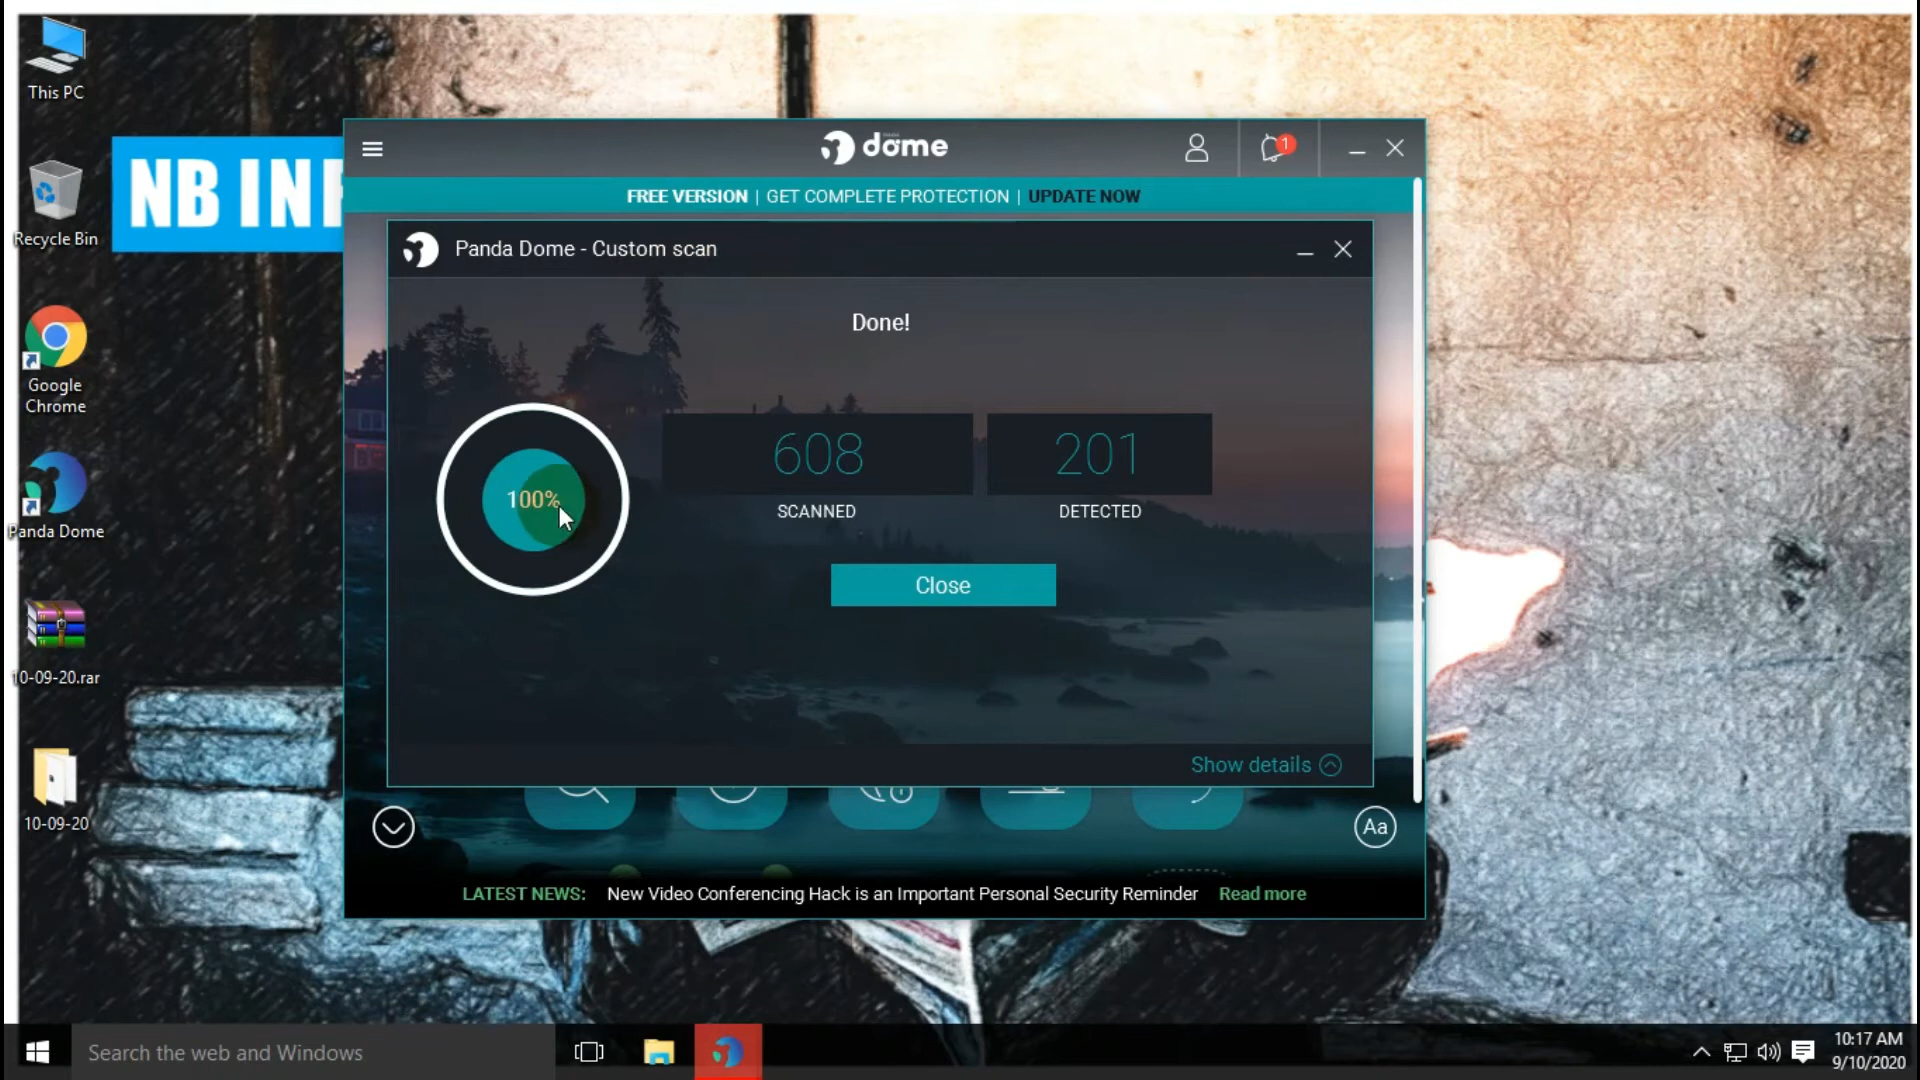 This PC
Recycle Bin
Google
Chrome
Panda Dome
10-09-20.rar
10-09-20
NB INF
dome
1
FREE VERSION | GET COMPLETE PROTECTION | UPDATE NOW
Panda Dome - Custom scan
Done!
100%
608
SCANNED
201
DETECTED
Close
Show details
Aa
LATEST NEWS: New Video Conferencing Hack is an Important Personal Security Reminder Read more
Search the web and Windows
10:17 AM
9/10/2020